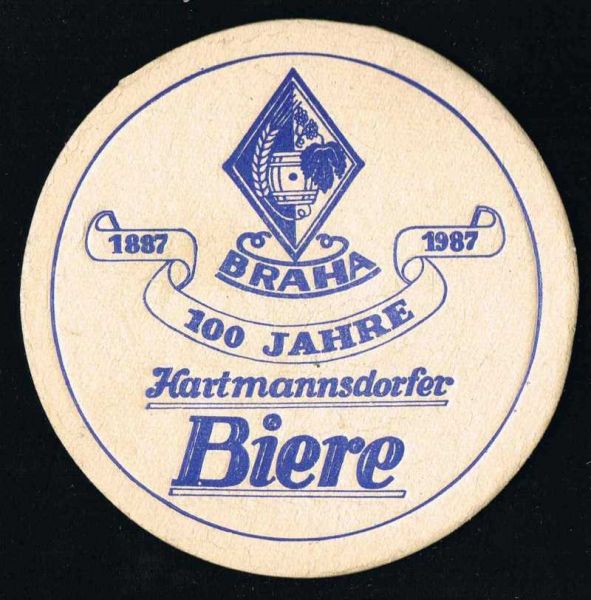 BRAHA
1887 1987
100 JAHRE
Hartmannsdorfer
Biere